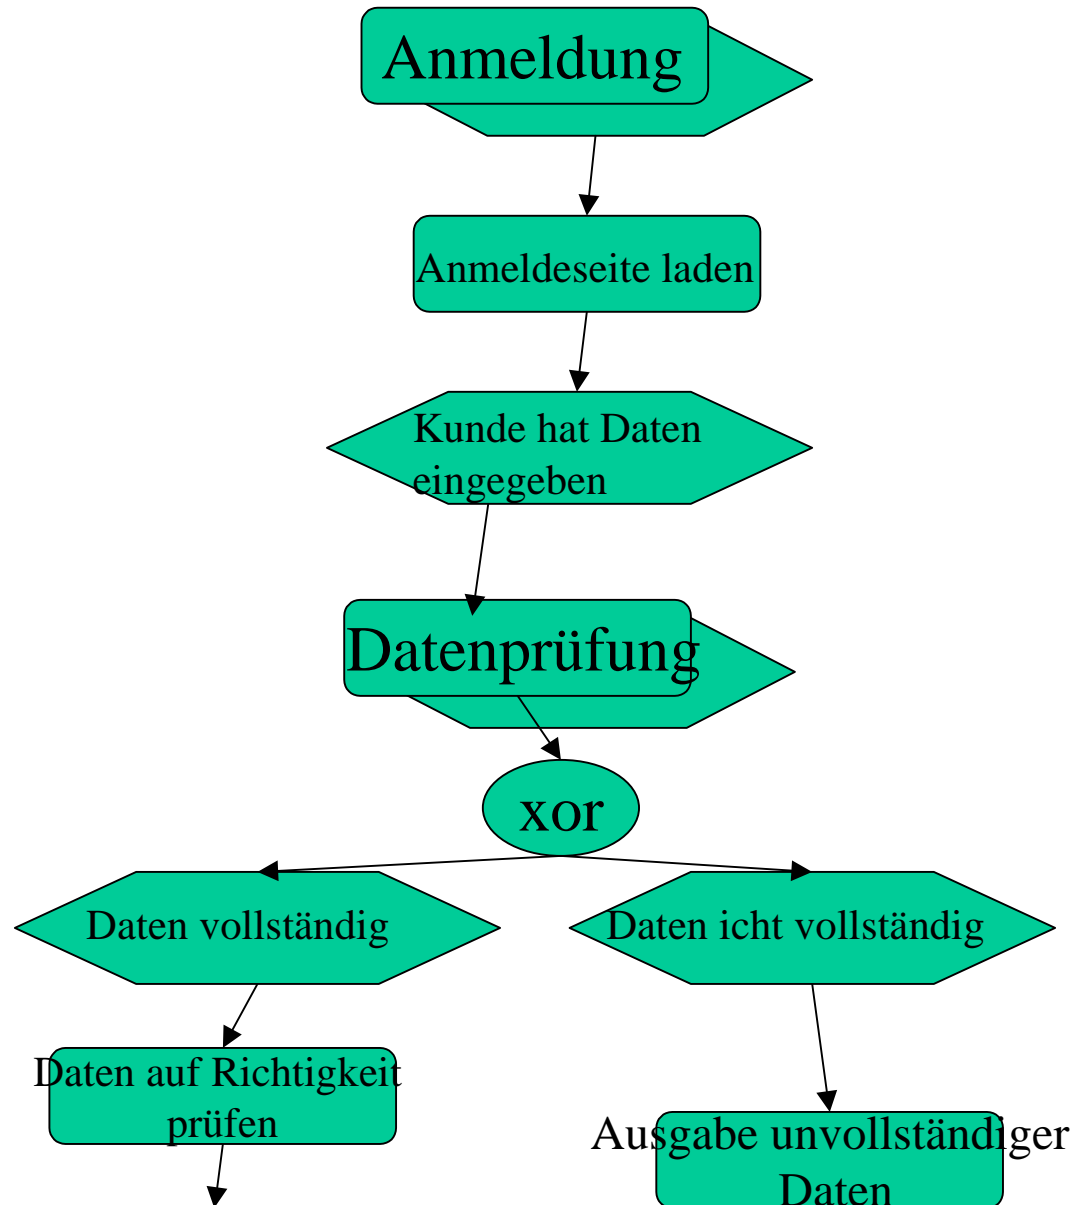 Anmeldung
Anmeldeseite laden
Kunde hat Daten
eingegeben
Datenprüfung
xor
Daten vollständig
Daten icht vollständig
Daten auf Richtigkeit
prüfen
Ausgabe unvollständiger
Daten